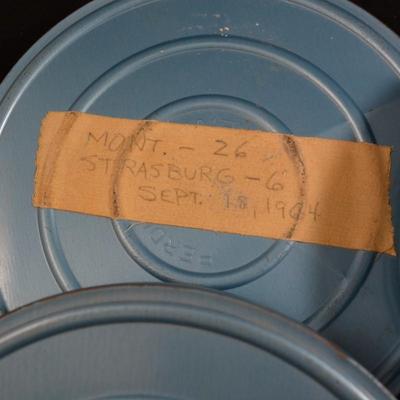 MONT. - 26
STRASBURG - 6
SEPT. 18, 1964